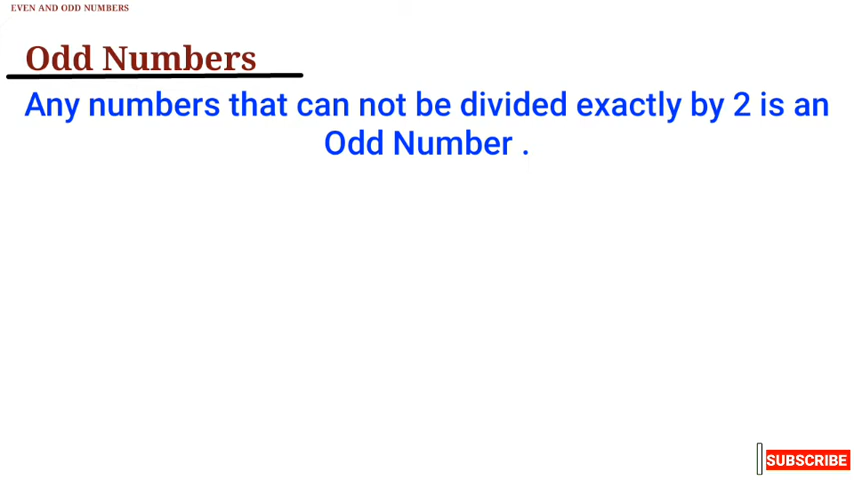 EVEN AND ODD NUMBERS
Odd Numbers
Any numbers that can not be divided exactly by 2 is an
Odd Number .
SUBSCRIBE